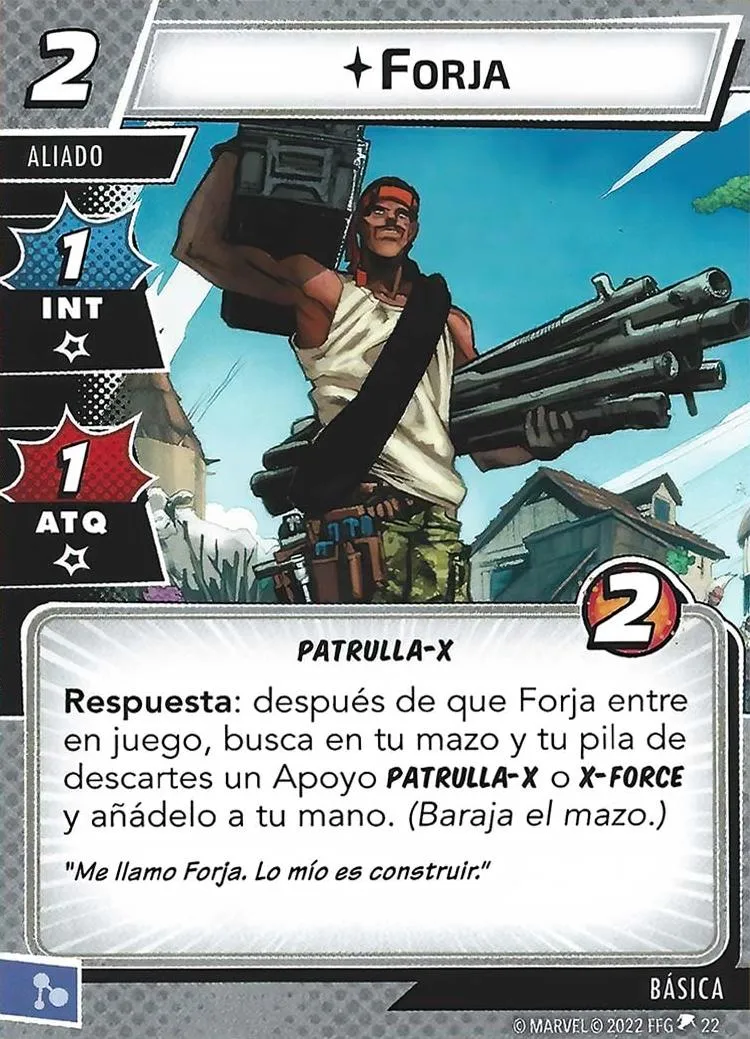 2
FORJA
ALIADO
1
INT
1
ATQ
2
PATRULLA-X
Respuesta: después de que Forja entre
en juego, busca en tu mazo y tu pila de
descartes un Apoyo PATRULLA-X o X-FORCE
y añádelo a tu mano. (Baraja el mazo.)
"Me llamo Forja. Lo mío es construir."
BÁSICA
© MARVEL © 2022 FFG 22